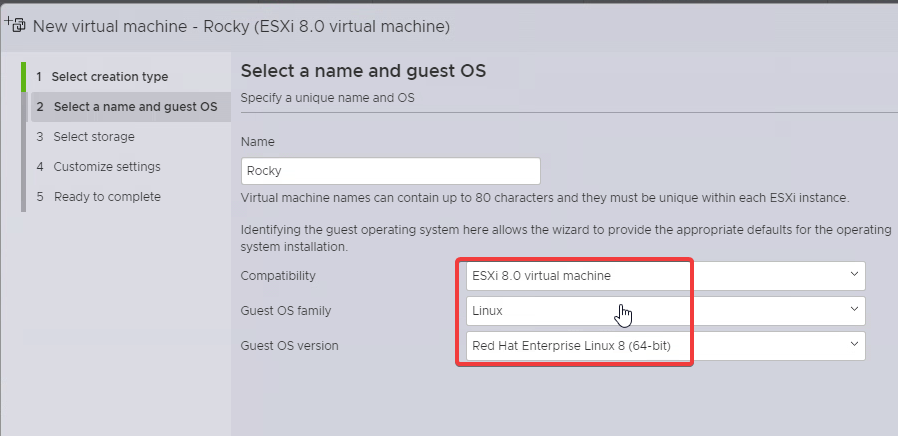 New virtual machine - Rocky (ESXi 8.0 virtual machine)
1 Select creation type
2 Select a name and guest OS
3 Select storage
4 Customize settings
5 Ready to complete
Select a name and guest OS
Specify a unique name and OS
Name
Rocky
Virtual machine names can contain up to 80 characters and they must be unique within each ESXi instance.
Identifying the guest operating system here allows the wizard to provide the appropriate defaults for the operating
system installation.
Compatibility ESXi 8.0 virtual machine
Guest OS family Linux
Guest OS version Red Hat Enterprise Linux 8 (64-bit)